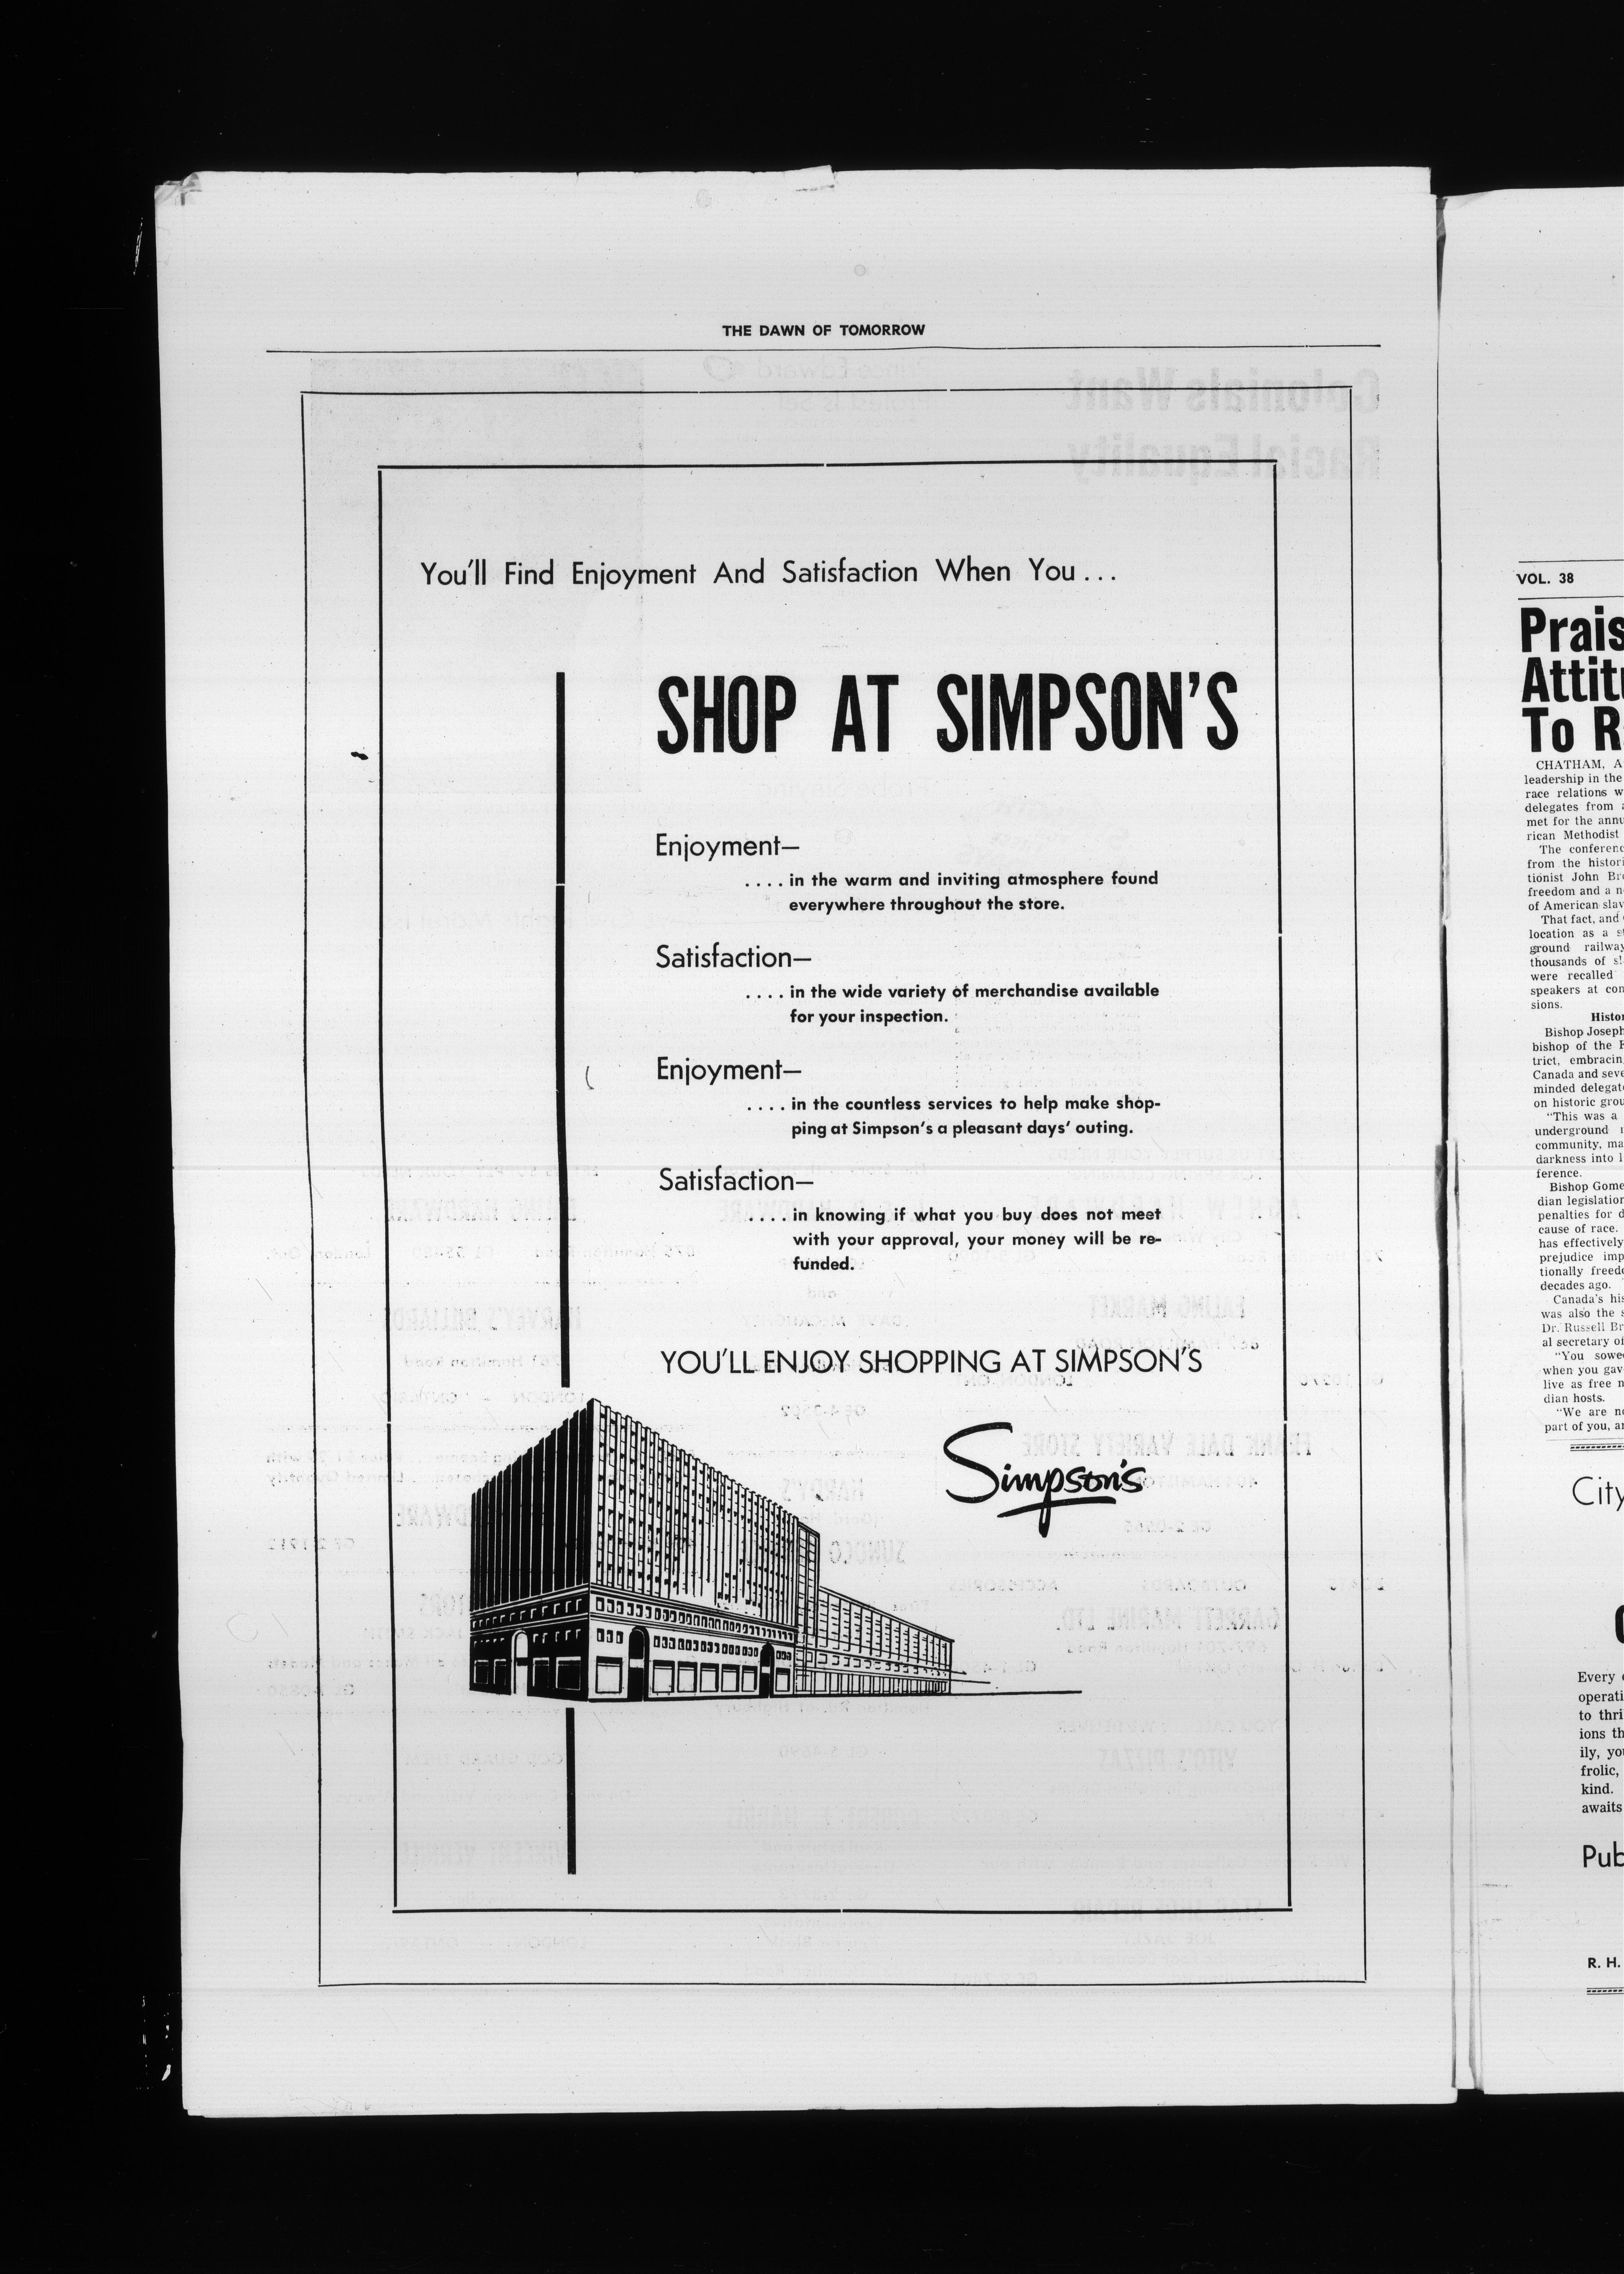 THE DAWN OF TOMORROW
You'll Find Enjoyment And Satisfaction When You . . .
SHOP AT SIMPSON'S
Enjoyment—
. . . . in the warm and inviting atmosphere found
everywhere throughout the store.
Satisfaction—
. . . . in the wide variety of merchandise available
for your inspection.
Enjoyment—
. . . . in the countless services to help make shop-
ping at Simpson's a pleasant days' outing.
Satisfaction—
. . . . in knowing if what you buy does not meet
with your approval, your money will be re-
funded.
YOU'LL ENJOY SHOPPING AT SIMPSON'S
Simpson's
VOL. 38
Prais
Attitu
To R
CHATHAM, A
leadership in the
race relations w
delegates from
met for the annu
rican Methodist
The conferenc
from the histori
tionist John Bro
freedom and a n
of American slav
That fact, and
location as a s
ground railway
thousands of sl
were recalled
speakers at con
sions.
Histor
Bishop Joseph
bishop of the
trict, embracin
Canada and seve
minded delegat
on historic grou
"This was a
underground
community, ma
darkness into l
ference.
Bishop Gome
dian legislation
penalties for d
cause of race.
has effectively
prejudice imp
tionally freed
decades ago.
Canada's his
was also the s
Dr. Russell Br
al secretary of
"You sowe
when you gav
live as free n
dian hosts.
"We are no
part of you, a
City
Every
operati
to thri
ions th
ily, you
frolic,
kind.
awaits
Pub
R. H.